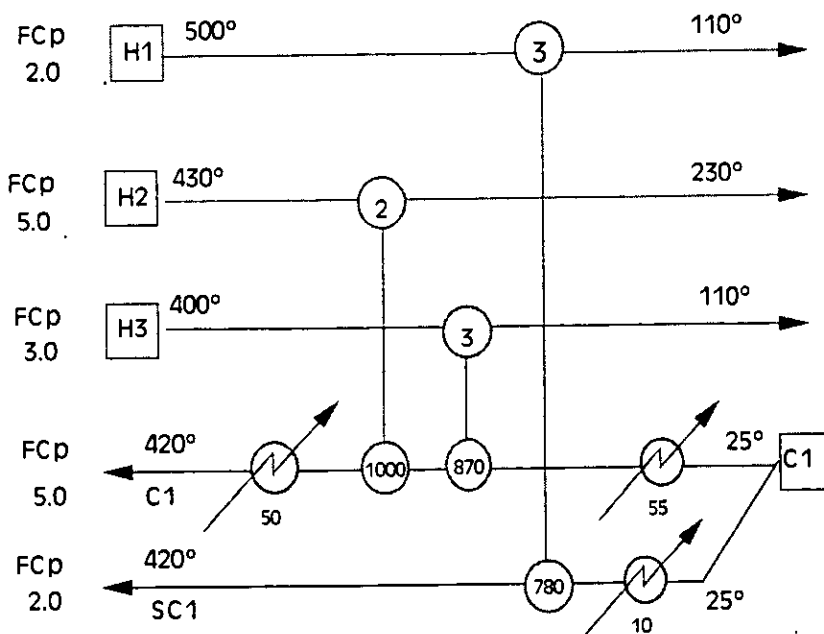 FCp 2.0 H1 500° 3 110°
FCp 5.0 H2 430° 2 230°
FCp 3.0 H3 400° 3 110°
FCp 5.0 420° C1 50 1000 870 55 25° C1
FCp 2.0 420° SC1 780 10 25°